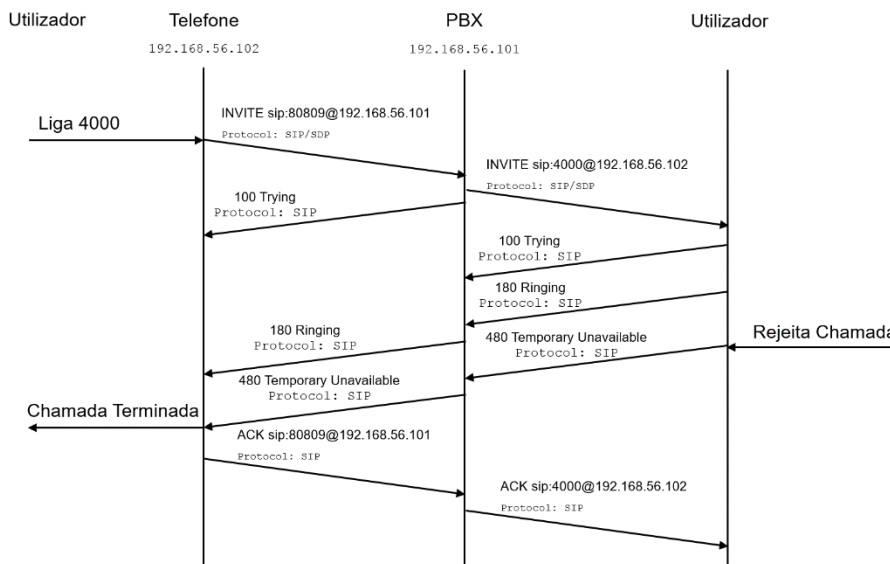 Utilizador
Telefone
PBX
Utilizador
192.168.56.102
192.168.56.101
Liga 4000
INVITE sip:80809@192.168.56.101
Protocol: SIP/SDP
INVITE sip:4000@192.168.56.102
Protocol: SIP/SDP
100 Trying
Protocol: SIP
100 Trying
Protocol: SIP
180 Ringing
Protocol: SIP
180 Ringing
Protocol: SIP
480 Temporary Unavailable
Protocol: SIP
Rejeita Chamada
480 Temporary Unavailable
Protocol: SIP
Chamada Terminada
ACK sip:80809@192.168.56.101
Protocol: SIP
ACK sip:4000@192.168.56.102
Protocol: SIP